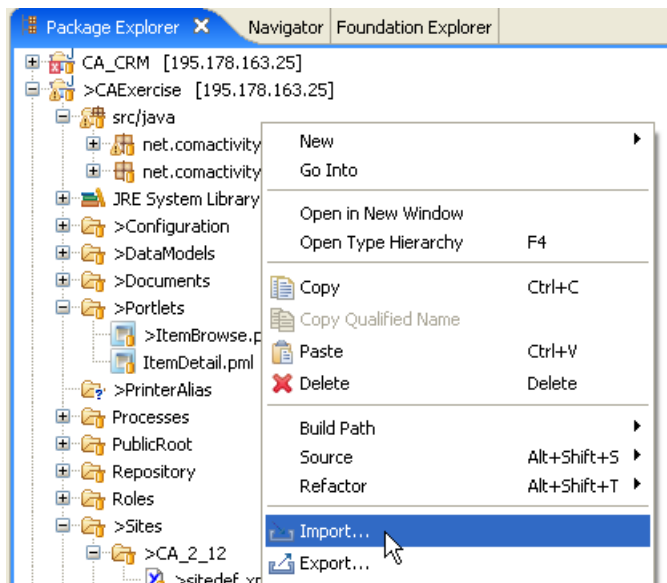 Package Explorer Navigator Foundation Explorer
CA_CRM [195.178.163.25]
>CAExercise [195.178.163.25]
src/java
net.comactivity
net.comactivity
JRE System Library
>Configuration
>DataModels
>Documents
>Portlets
>ItemBrowse.p
ItemDetail.pml
>PrinterAlias
Processes
PublicRoot
Repository
Roles
>Sites
>CA_2_12
>sitedef.xm
New
Go Into
Open in New Window
Open Type Hierarchy F4
Copy Ctrl+C
Copy Qualified Name
Paste Ctrl+V
Delete Delete
Build Path
Source Alt+Shift+S
Refactor Alt+Shift+T
Import...
Export...